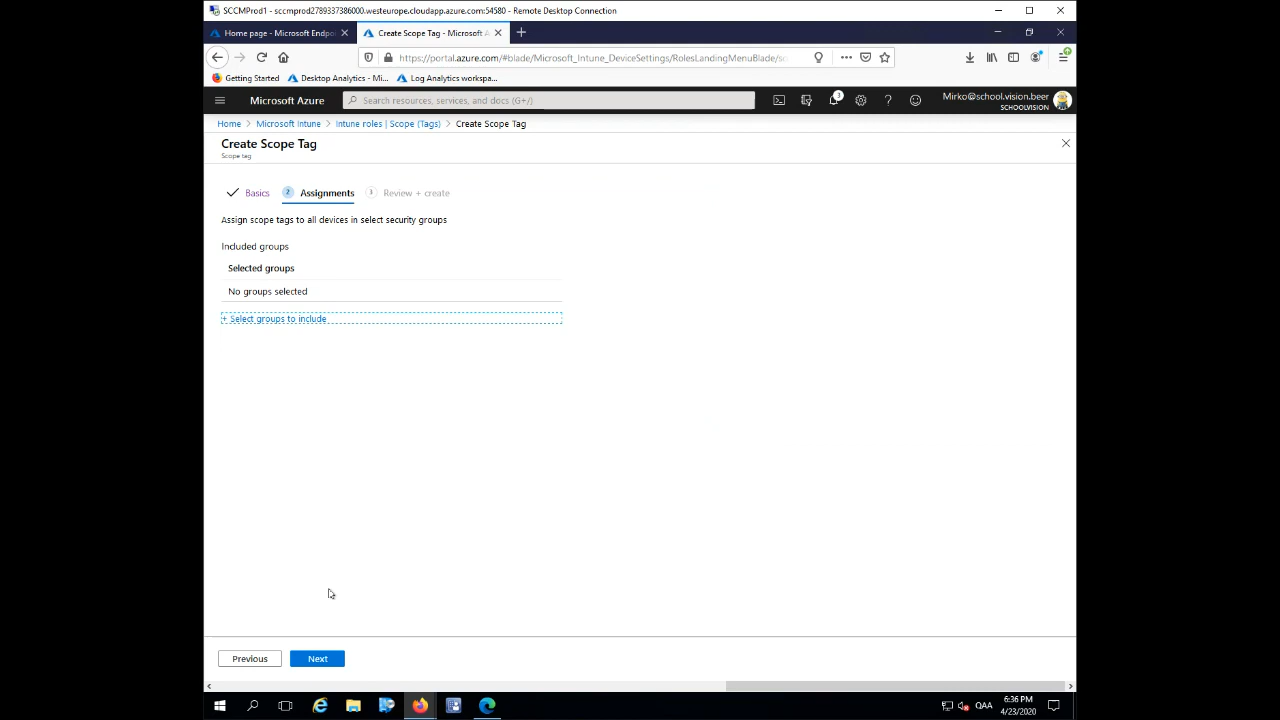 SCCMProd1 - sccmprod2789337386000.westeurope.cloudapp.azure.com:54580 - Remote Desktop Connection
Home page - Microsoft Endpoi
Create Scope Tag - Microsoft A
https://portal.azure.com/#blade/Microsoft_Intune_DeviceSettings/RolesLandingMenuBlade/sc
Getting Started
Desktop Analytics - Mi...
Log Analytics workspa...
Microsoft Azure
Search resources, services, and docs (G+/)
3
Mirko@school.vision.beer
SCHOOLVISION
Home > Microsoft Intune > Intune roles | Scope (Tags) > Create Scope Tag
Create Scope Tag
Scope tag
Basics
2 Assignments
3 Review + create
Assign scope tags to all devices in select security groups
Included groups
Selected groups
No groups selected
+ Select groups to include
Previous
Next
QAA
6:36 PM
4/23/2020